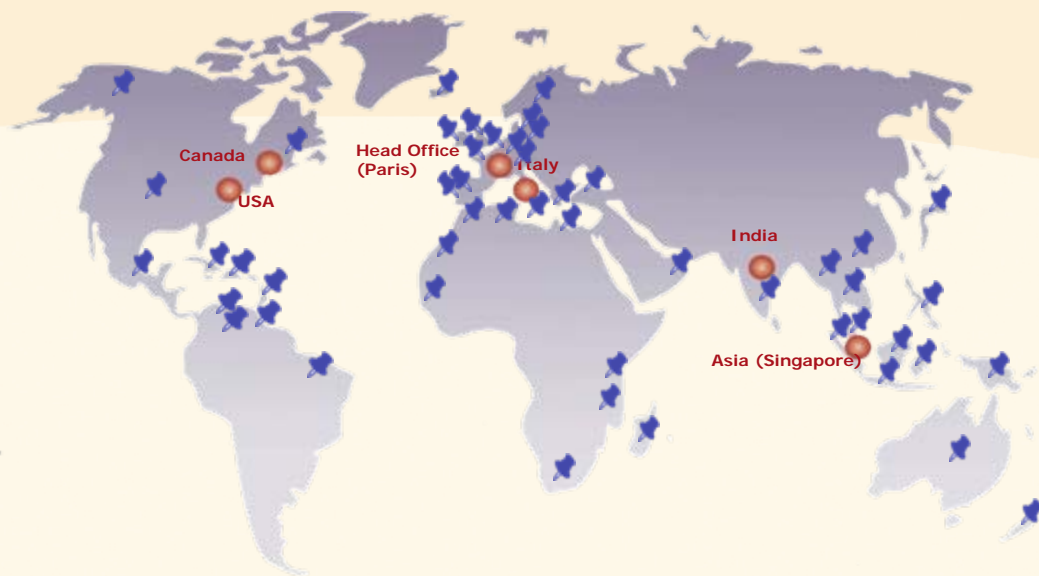 Canada
USA
Head Office
(Paris)
Italy
India
Asia (Singapore)